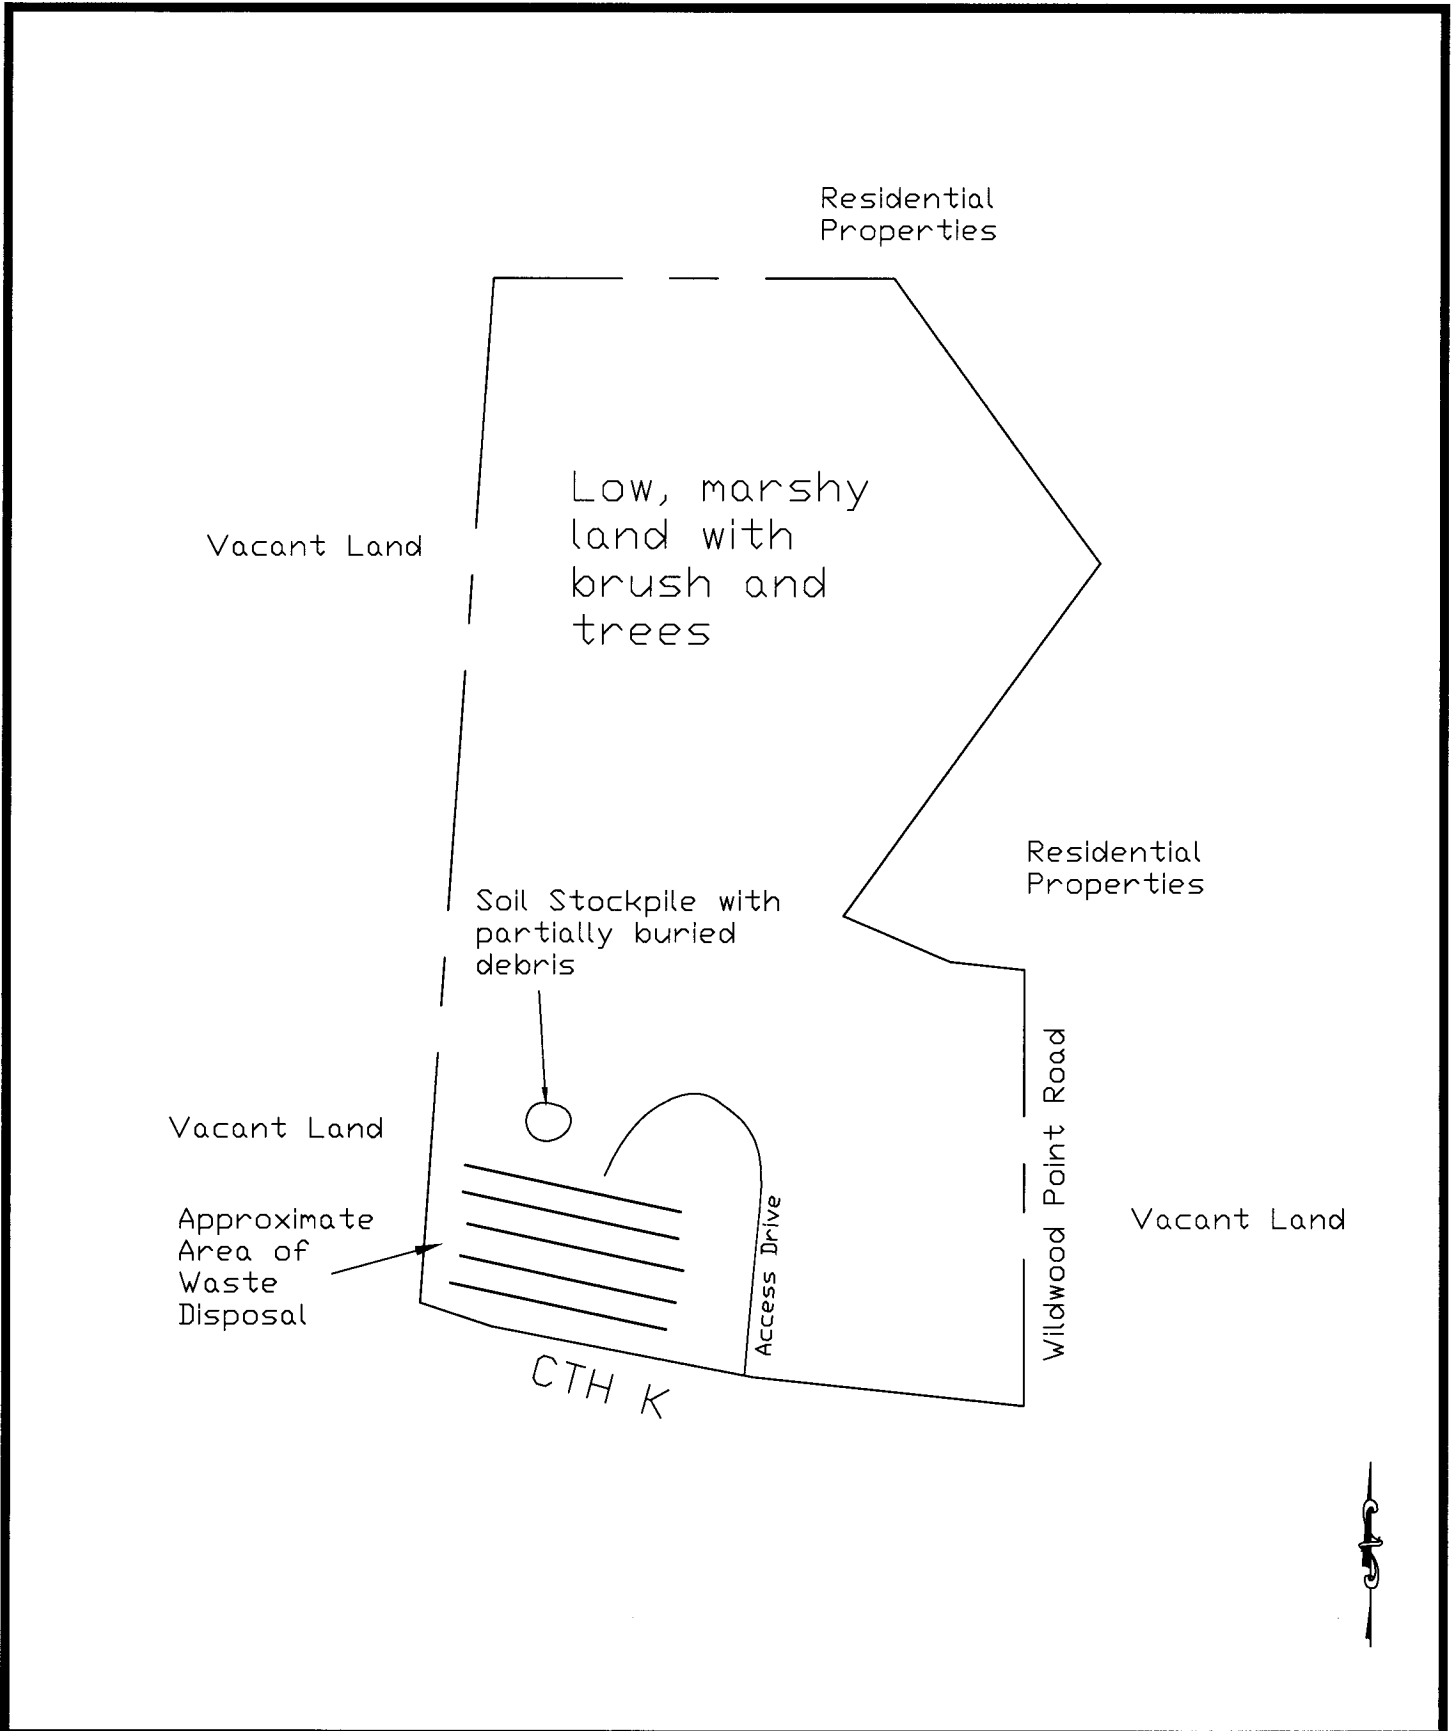 Residential
Properties
Low, marshy
land with
brush and
trees
Vacant Land
Residential
Properties
Soil Stockpile with
partially buried
debris
Vacant Land
Approximate
Area of
Waste
Disposal
Access Drive
Wildwood Point Road
Vacant Land
CTH K